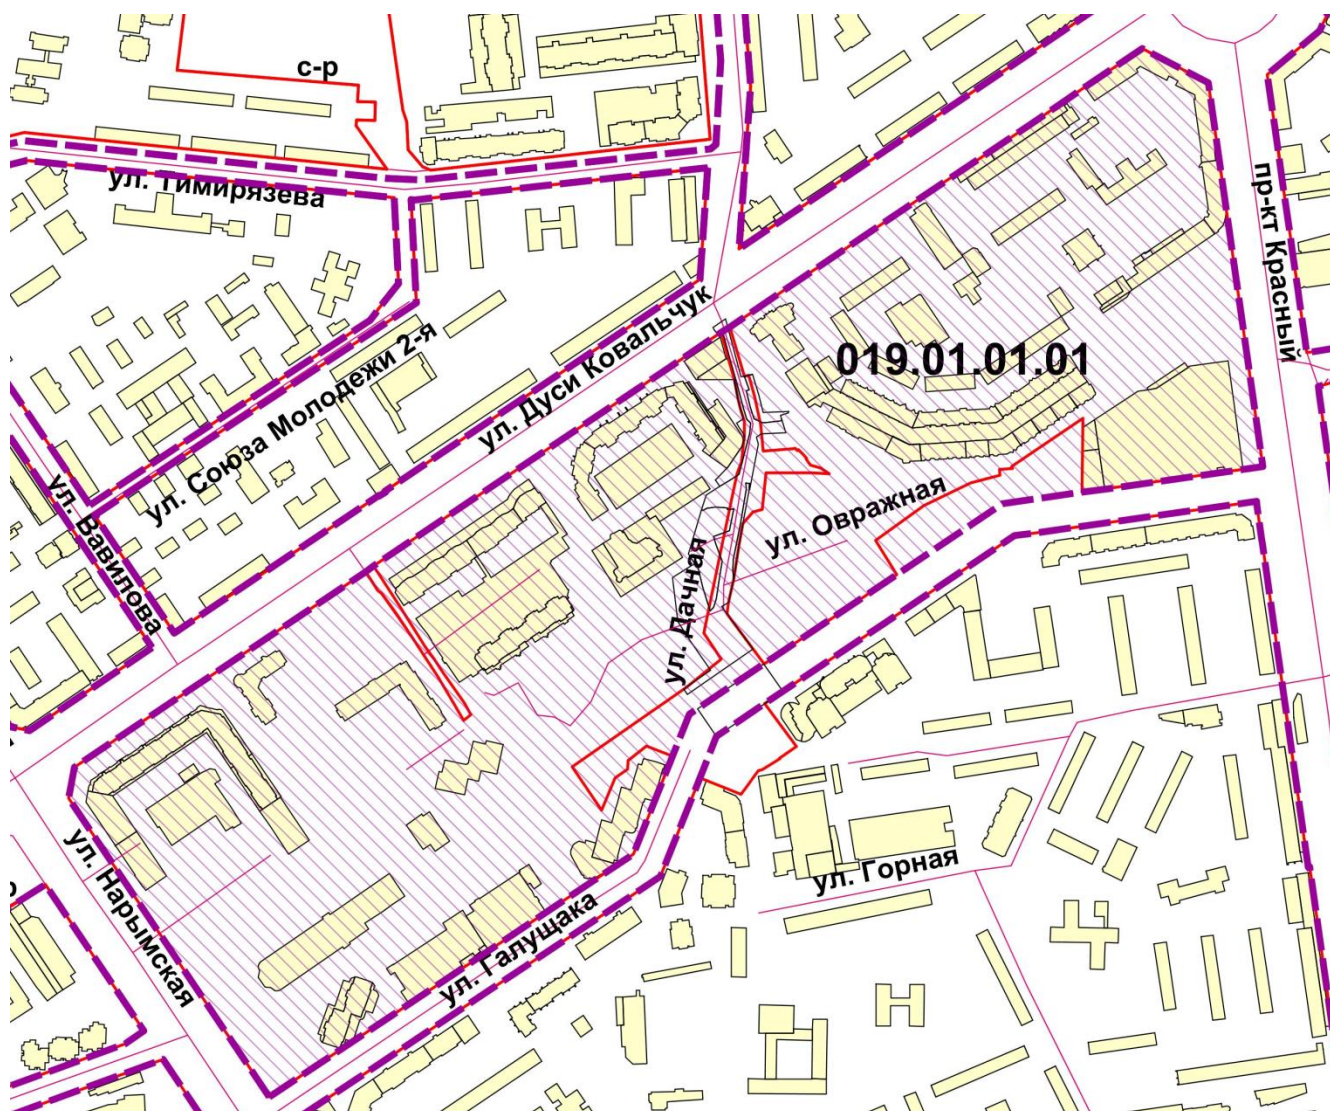 с-р
ул. Тимирязева
пр-кт Красный
ул. Дуси Ковальчук
ул. Союза Молодежи 2-я
019.01.01.01
ул. Вавилова
ул. Овражная
ул. Дачная
ул. Нарымская
ул. Горная
ул. Галущака